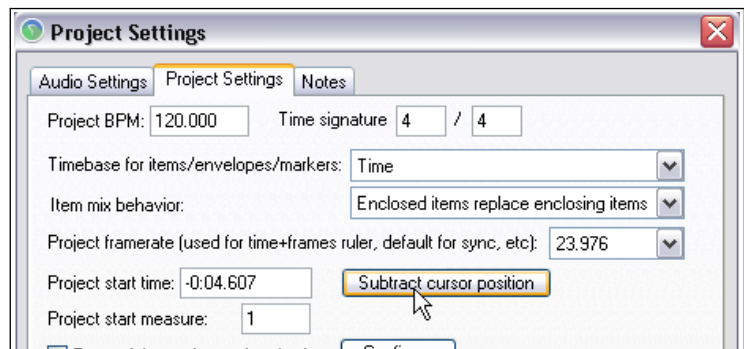 Project Settings
Audio Settings Project Settings Notes
Project BPM: 120.000 Time signature 4 / 4
Timebase for items/envelopes/markers: Time
Item mix behavior: Enclosed items replace enclosing items
Project framerate (used for time+frames ruler, default for sync, etc): 23.976
Project start time: -0:04.607 Subtract cursor position
Project start measure: 1